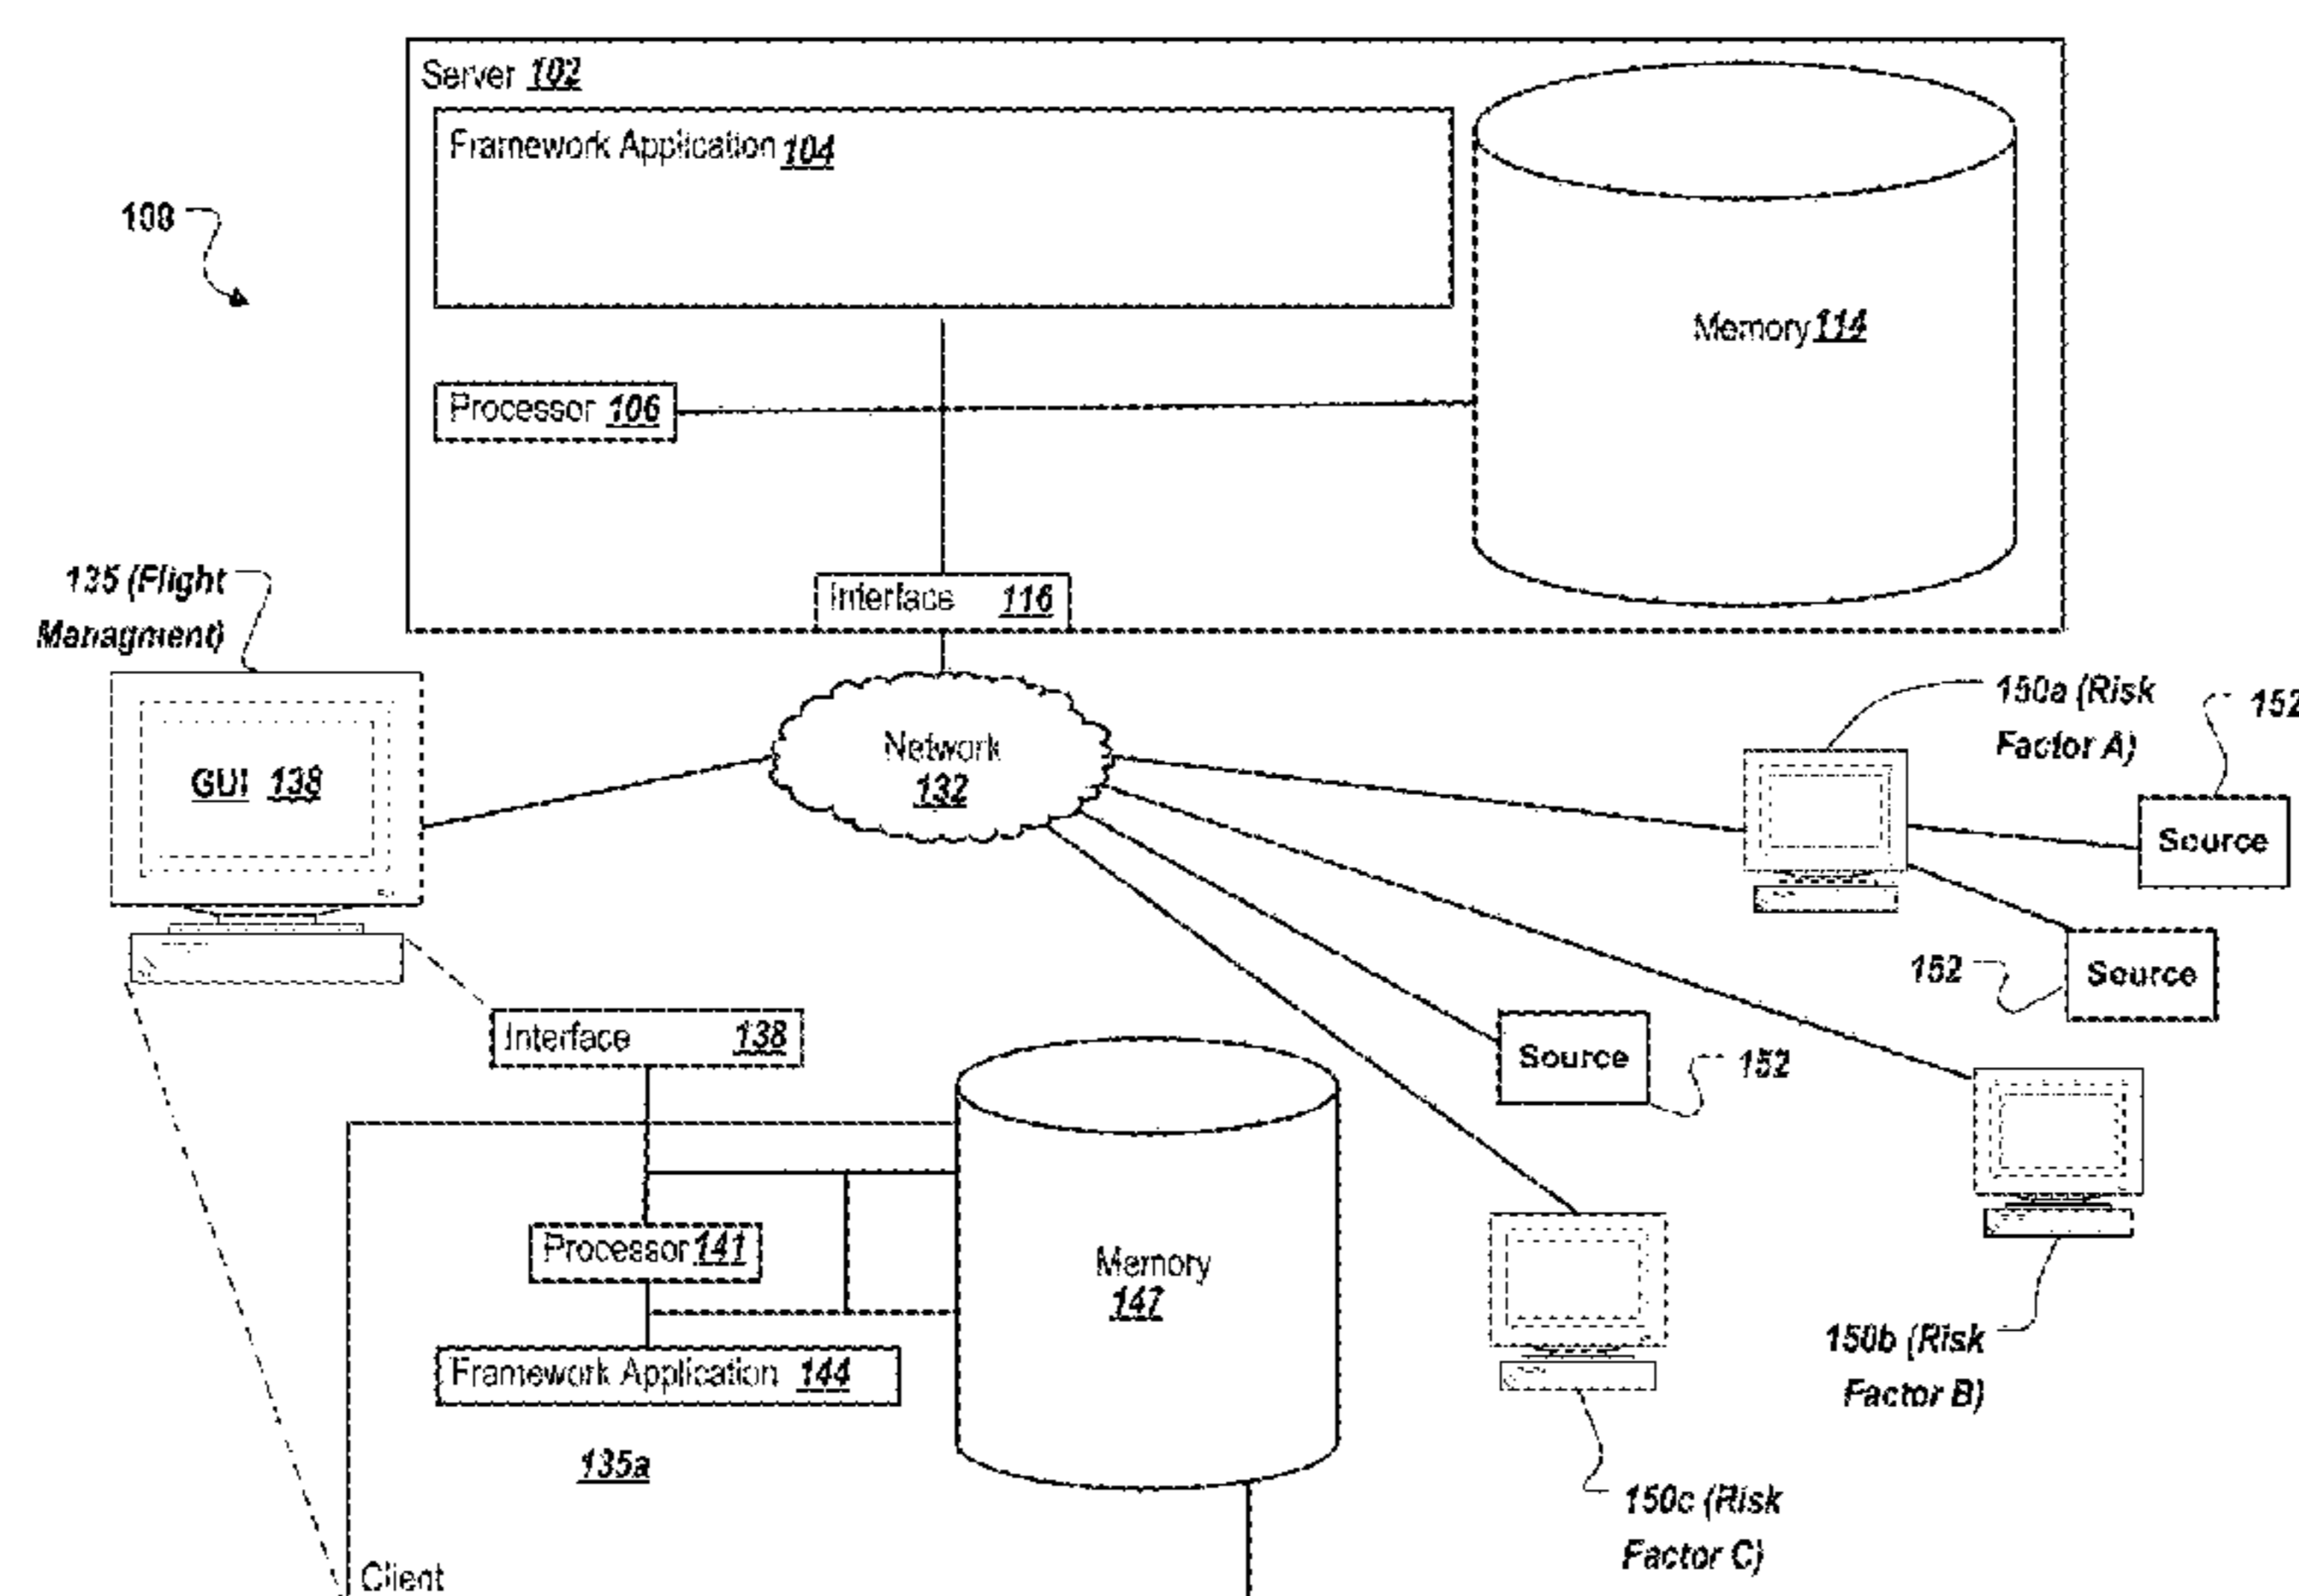 Server 102
Framework Application 104
100
Memory 114
Processor 106
135 (Flight
Managment)
Interface 116
150a (Risk
Factor A)
152
Network
132
GUI 138
Source
152
Source
Interface 138
Source
152
Processor 141
Memory
147
Framework Application 144
150b (Risk
Factor B)
135a
150c (Risk
Factor C)
Client